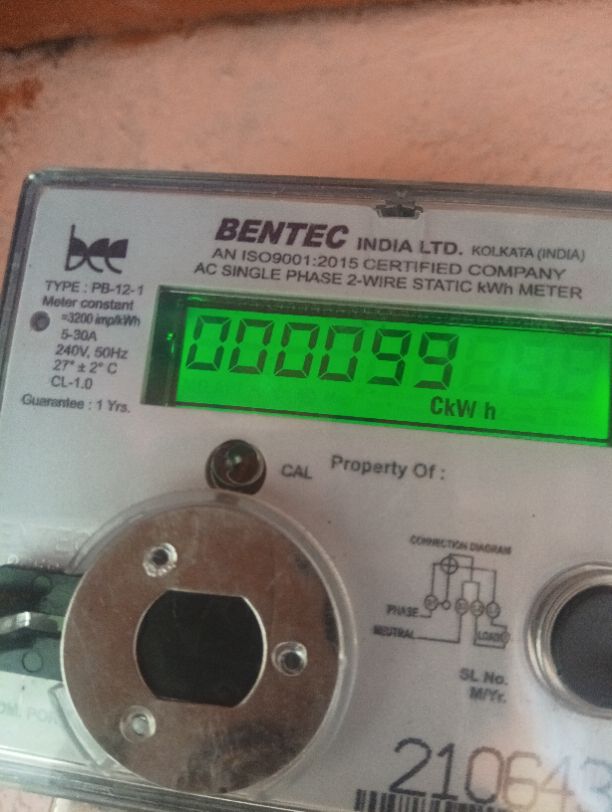 bee
BENTEC INDIA LTD. KOLKATA (INDIA)
AN ISO9001:2015 CERTIFIED COMPANY
AC SINGLE PHASE 2-WIRE STATIC kWh METER
TYPE : PB-12-1
Meter constant
=3200 imp/kWh
5-30A
240V, 50Hz
27° ± 2° C
CL-1.0
Guarantee : 1 Yrs.
000099
CkW h
CAL
Property Of :
CONNECTION DIAGRAM
PHASE
NEUTRAL
LOAD
SL No.
M/Yr.
210643